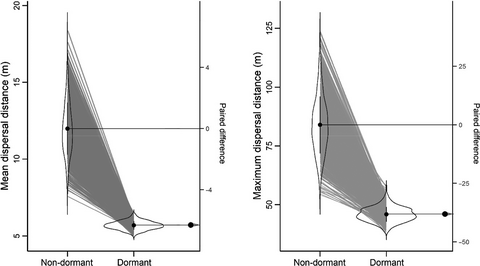 Mean dispersal distance (m)
20
15
10
5
4
0
−4
Paired difference
Non-dormant
Dormant
Maximum dispersal distance (m)
125
100
75
50
25
0
−25
−50
Paired difference
Non-dormant
Dormant